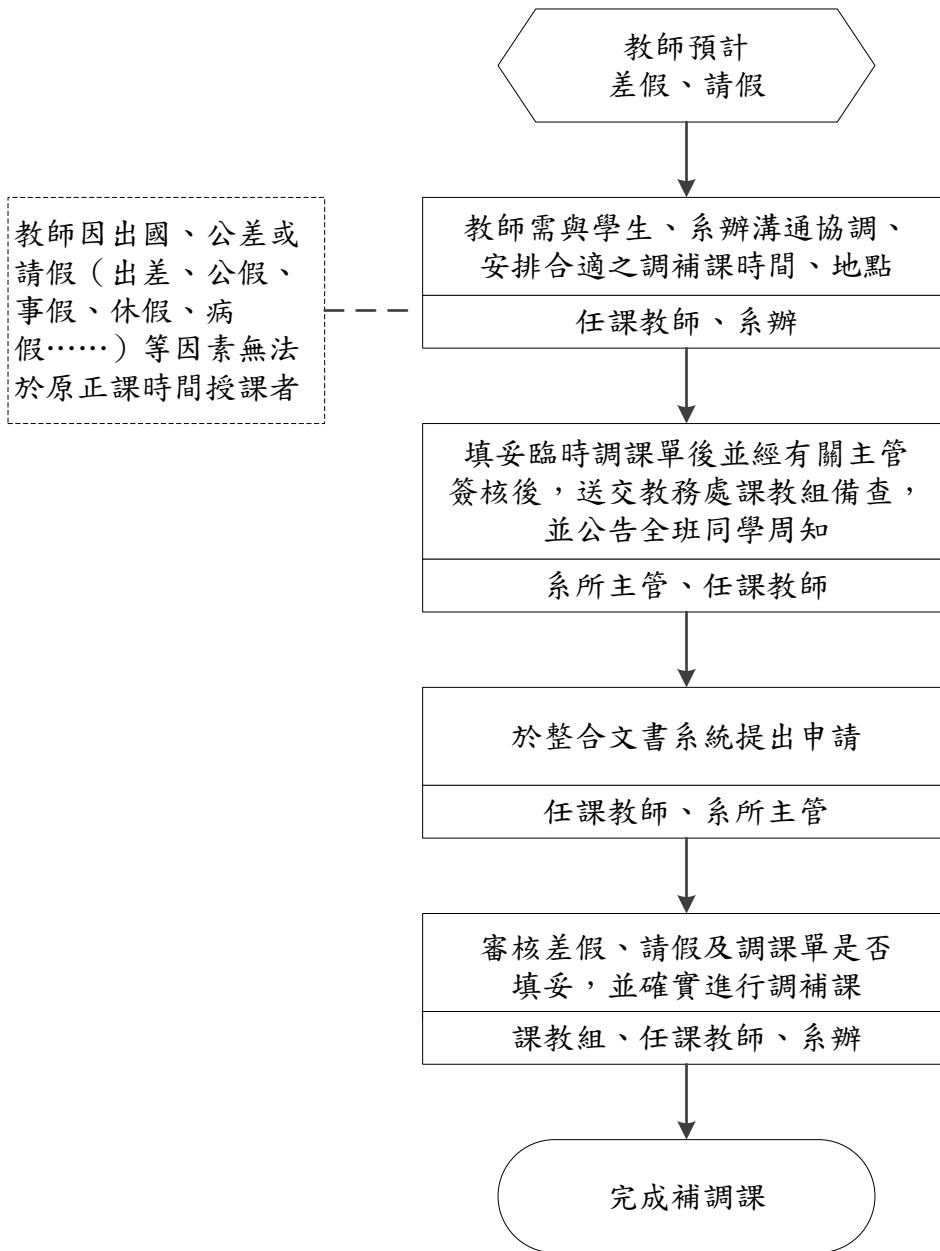 教師預計
差假、請假
教師需與學生、系辦溝通協調、
安排合適之調補課時間、地點
任課教師、系辦
教師因出國、公差或
請假（出差、公假、
事假、休假、病
假……）等因素無法
於原正課時間授課者
填妥臨時調課單後並經有關主管
簽核後，送交教務處課教組備查，
並公告全班同學周知
系所主管、任課教師
於整合文書系統提出申請
任課教師、系所主管
審核差假、請假及調課單是否
填妥，並確實進行調補課
課教組、任課教師、系辦
完成補調課